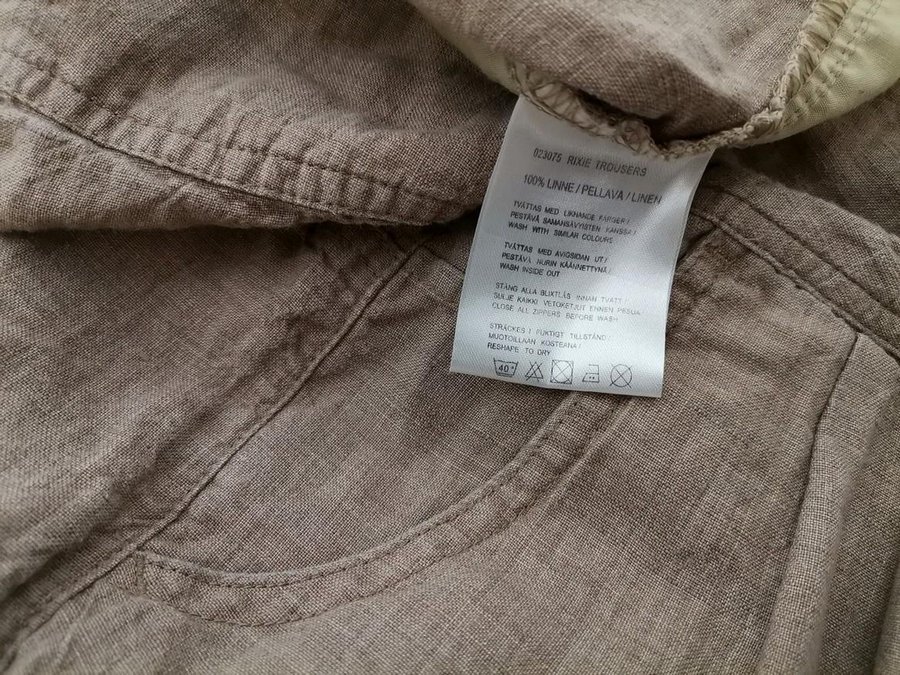 023075 RIXIE TROUSERS
100% LINNE / PELLAVA / LINEN
TVÄTTAS MED LIKNANDE FÄRGER /
PESTÄVÄ SAMANSÄVYISTEN KANSSA /
WASH WITH SIMILAR COLOURS
TVÄTTAS MED AVIGSIDAN UT /
PESTÄVÄ NURIN KÄÄNNETTYNÄ /
WASH INSIDE OUT
STÄNG ALLA BLIXTLÅS INNAN TVÄTT /
SULJE KAIKKI VETOKETJUT ENNEN PESUA
CLOSE ALL ZIPPERS BEFORE WASH
STRÄCKES I FUKTIGT TILLSTÅND /
MUOTOILLAAN KOSTEANA /
RESHAPE TO DRY
40°